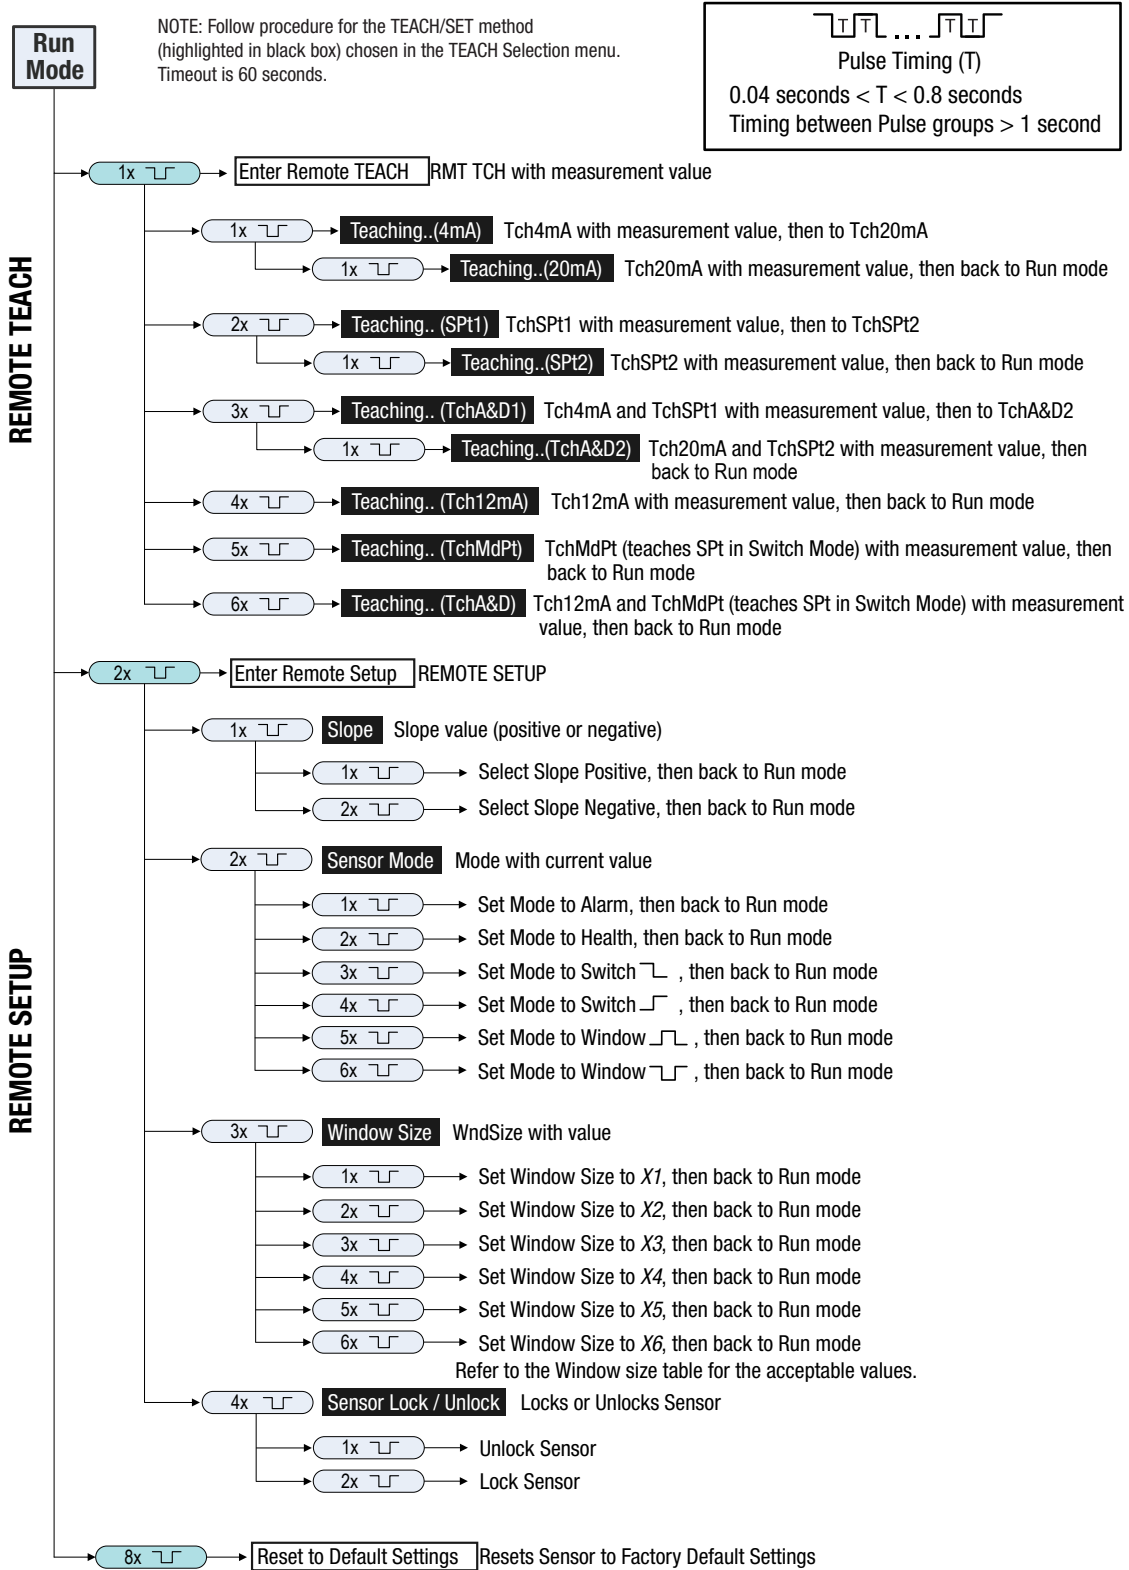 Run
Mode
NOTE: Follow procedure for the TEACH/SET method
(highlighted in black box) chosen in the TEACH Selection menu.
Timeout is 60 seconds.
T T ... T T
Pulse Timing (T)
0.04 seconds < T < 0.8 seconds
Timing between Pulse groups > 1 second
REMOTE TEACH
1x Enter Remote TEACH RMT TCH with measurement value
1x Teaching..(4mA) Tch4mA with measurement value, then to Tch20mA
1x Teaching..(20mA) Tch20mA with measurement value, then back to Run mode
2x Teaching.. (SPt1) TchSPt1 with measurement value, then to TchSPt2
1x Teaching..(SPt2) TchSPt2 with measurement value, then back to Run mode
3x Teaching.. (TchA&D1) Tch4mA and TchSPt1 with measurement value, then to TchA&D2
1x Teaching..(TchA&D2) Tch20mA and TchSPt2 with measurement value, then
back to Run mode
4x Teaching.. (Tch12mA) Tch12mA with measurement value, then back to Run mode
5x Teaching.. (TchMdPt) TchMdPt (teaches SPt in Switch Mode) with measurement value, then
back to Run mode
6x Teaching.. (TchA&D) Tch12mA and TchMdPt (teaches SPt in Switch Mode) with measurement
value, then back to Run mode
REMOTE SETUP
2x Enter Remote Setup REMOTE SETUP
1x Slope Slope value (positive or negative)
1x Select Slope Positive, then back to Run mode
2x Select Slope Negative, then back to Run mode
2x Sensor Mode Mode with current value
1x Set Mode to Alarm, then back to Run mode
2x Set Mode to Health, then back to Run mode
3x Set Mode to Switch , then back to Run mode
4x Set Mode to Switch , then back to Run mode
5x Set Mode to Window , then back to Run mode
6x Set Mode to Window , then back to Run mode
3x Window Size WndSize with value
1x Set Window Size to X1, then back to Run mode
2x Set Window Size to X2, then back to Run mode
3x Set Window Size to X3, then back to Run mode
4x Set Window Size to X4, then back to Run mode
5x Set Window Size to X5, then back to Run mode
6x Set Window Size to X6, then back to Run mode
Refer to the Window size table for the acceptable values.
4x Sensor Lock / Unlock Locks or Unlocks Sensor
1x Unlock Sensor
2x Lock Sensor
8x Reset to Default Settings Resets Sensor to Factory Default Settings